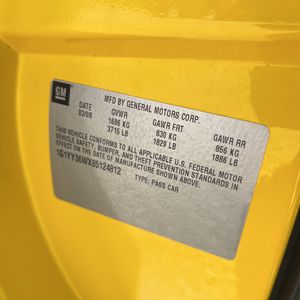 GM
MFD BY GENERAL MOTORS CORP.
DATE GVWR GAWR FRT GAWR RR
03/08 1686 KG 830 KG 856 KG
3715 LB 1829 LB 1886 LB
THIS VEHICLE CONFORMS TO ALL APPLICABLE U.S. FEDERAL MOTOR
VEHICLE SAFETY, BUMPER, AND THEFT PREVENTION STANDARDS IN
EFFECT ON THE DATE OF MANUFACTURE SHOWN ABOVE.
1G1YY36WX85124812
TYPE: PASS CAR